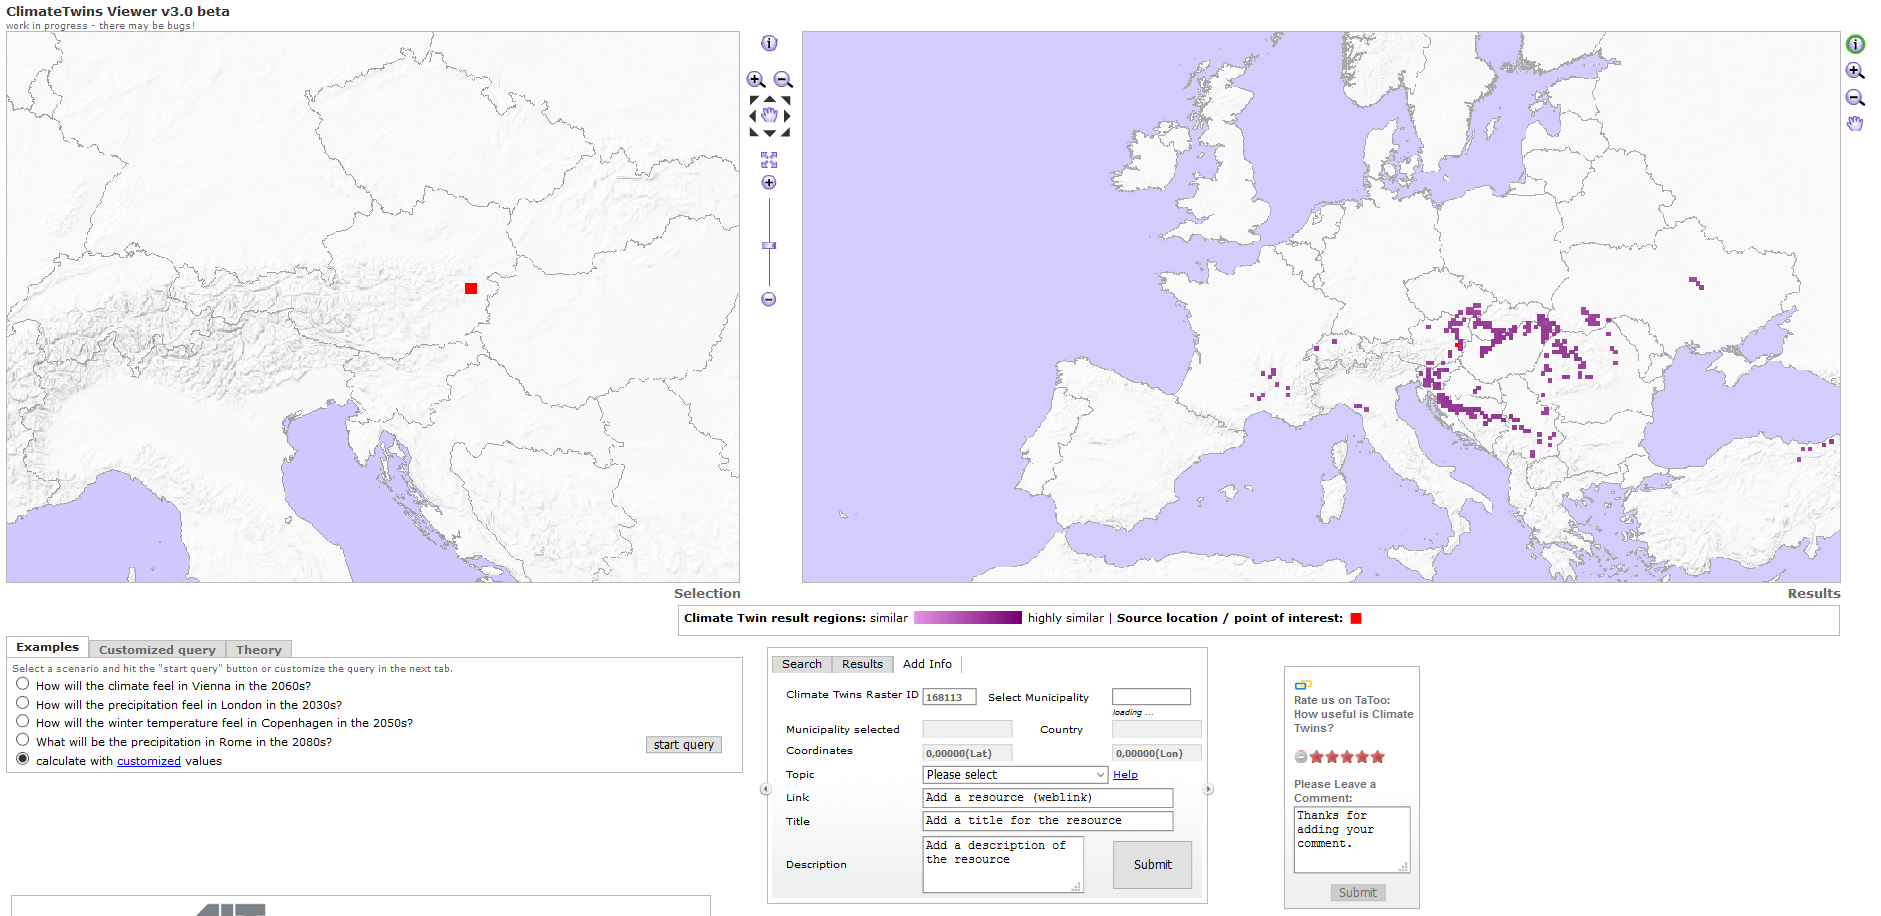 ClimateTwins Viewer v3.0 beta
work in progress - there may be bugs!
Selection
Results
Climate Twin result regions: similar highly similar | Source location / point of interest:
Examples
Customized query
Theory
Select a scenario and hit the "start query" button or customize the query in the next tab.
How will the climate feel in Vienna in the 2060s?
How will the precipitation feel in London in the 2030s?
How will the winter temperature feel in Copenhagen in the 2050s?
What will be the precipitation in Rome in the 2080s?
calculate with customized values
start query
Search
Results
Add Info
Climate Twins Raster ID 168113 Select Municipality
loading ...
Municipality selected Country
Coordinates 0,00000(Lat) 0,00000(Lon)
Topic Please select Help
Link Add a resource (weblink)
Title Add a title for the resource
Description Add a description of
the resource
Submit
Rate us on TaToo:
How useful is Climate
Twins?
Please Leave a
Comment:
Thanks for
adding your
comment.
Submit